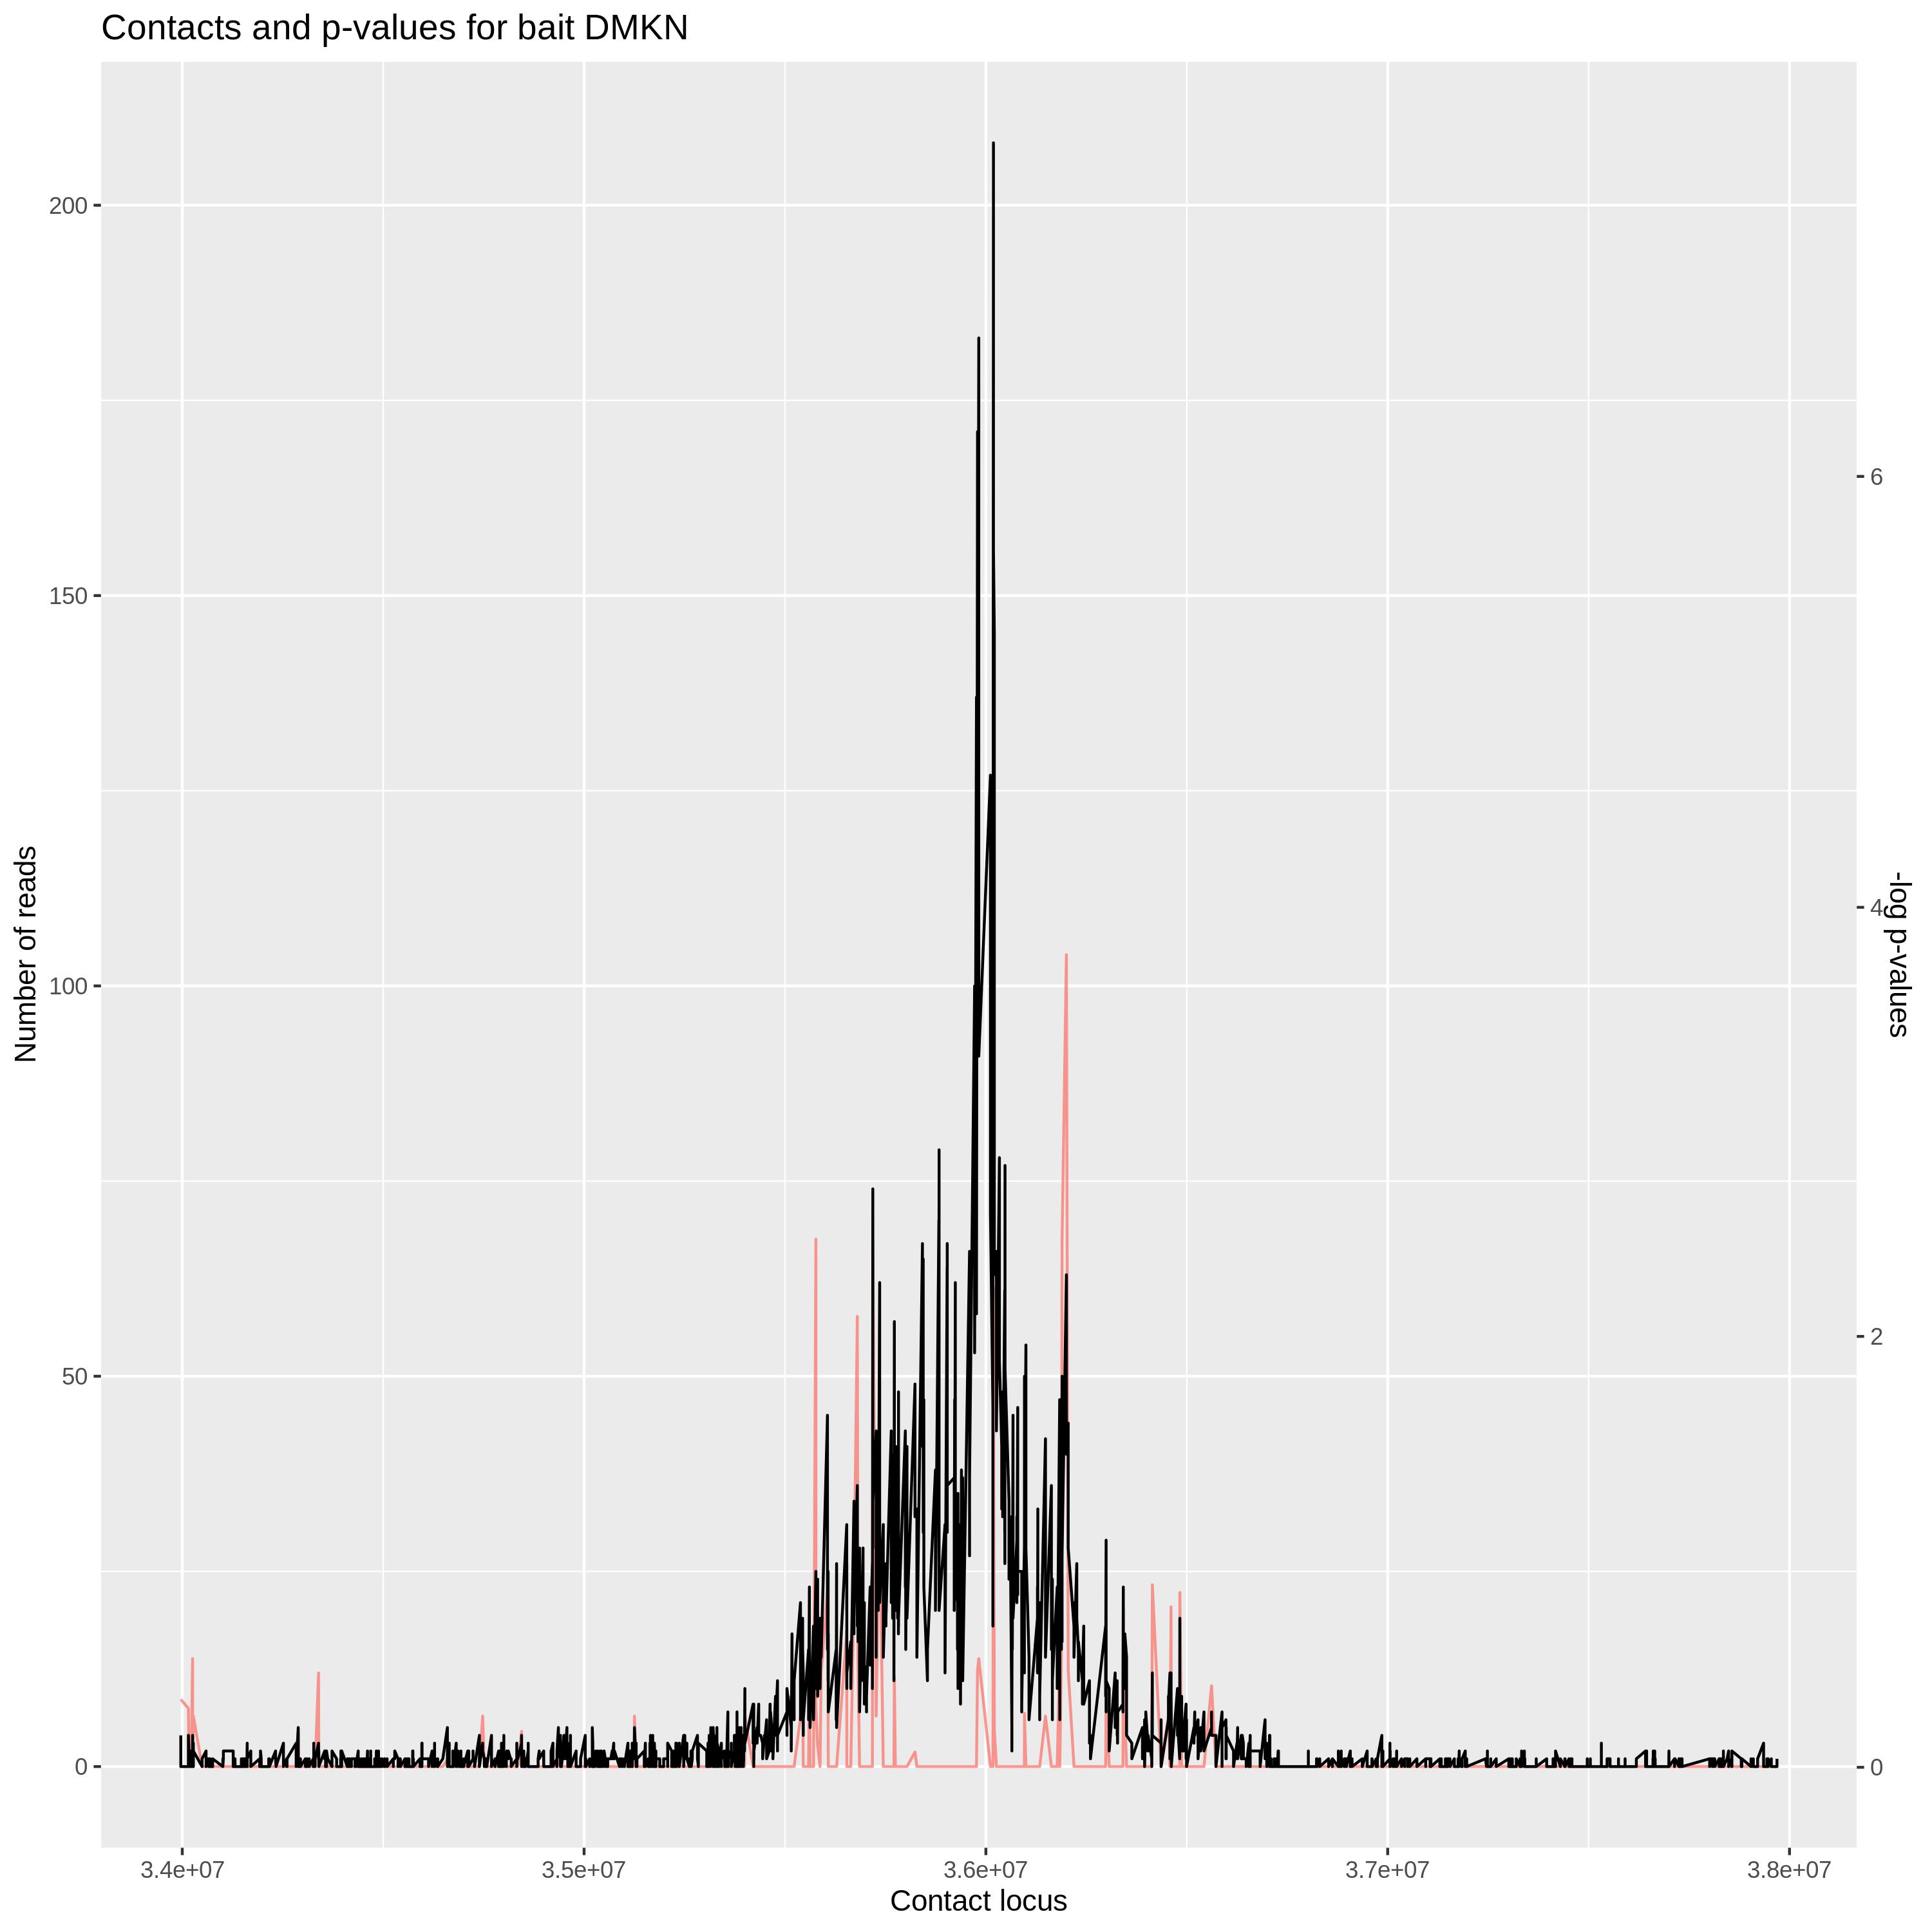 Contacts and p-values for bait DMKN
200
150
100
50
0
Number of reads
6
4
2
0
-log p-values
3.4e+07
3.5e+07
3.6e+07
3.7e+07
3.8e+07
Contact locus